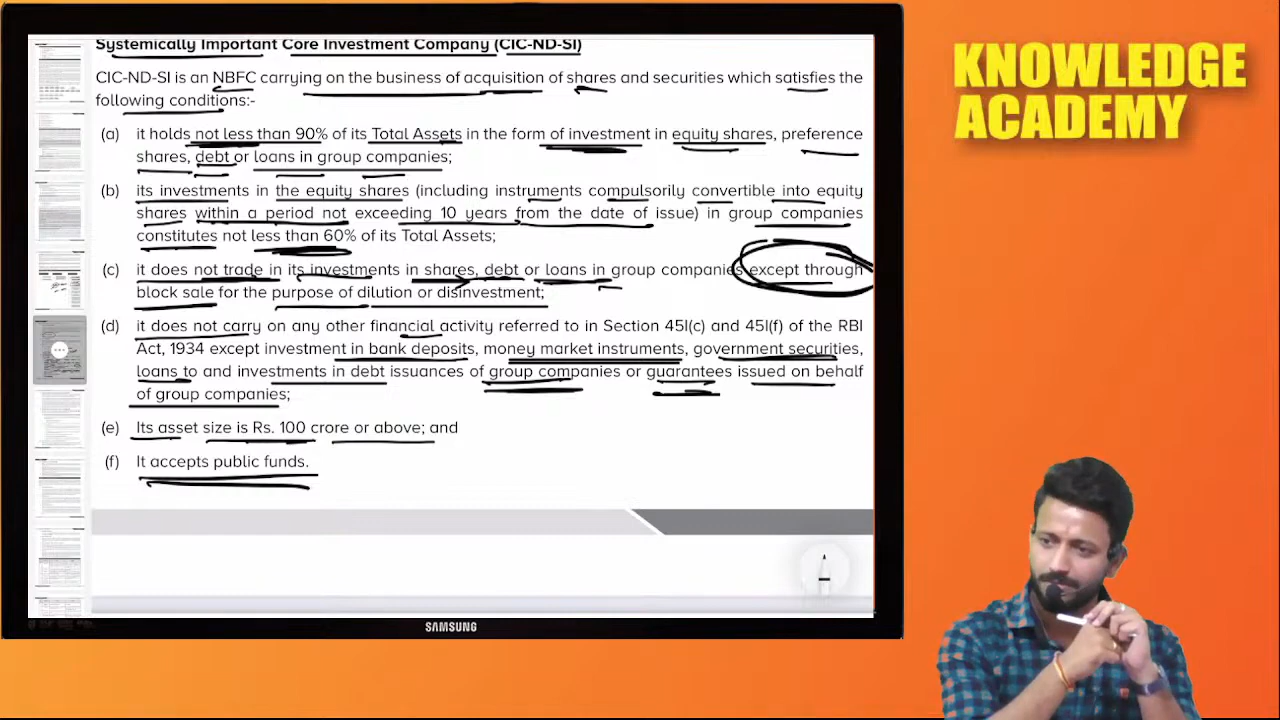 Systemically Important Core Investment Company (CIC-ND-SI)
CIC-ND-SI is an NBFC carrying on the business of acquisition of shares and securities which satisfies the
following conditions:-
(a) It holds not less than 90% of its Total Assets in the form of investment in equity shares, preference
shares, debt or loans in group companies;
(b) Its investments in the equity shares (including instruments compulsorily convertible into equity
shares within a period not exceeding 10 years from the date of issue) in group companies
constitutes not less than 60% of its Total Assets;
(c) It does not trade in its investments in shares, debt or loans in group companies except through
block sale for the purpose of dilution or
(d) It does not carry on any other financial activity referred to in Section 45I(c) and 45I(f) of the RBI
Act, 1934 except investment in bank deposits, money market instruments, government securities,
loans to and investments in debt issuances of group companies or guarantees issued on behalf
of group companies;
(e) Its asset size is Rs. 100 crore or above; and
(f) It accepts public funds.
SAMSUNG
KNOWLEDGE
ACADEMY